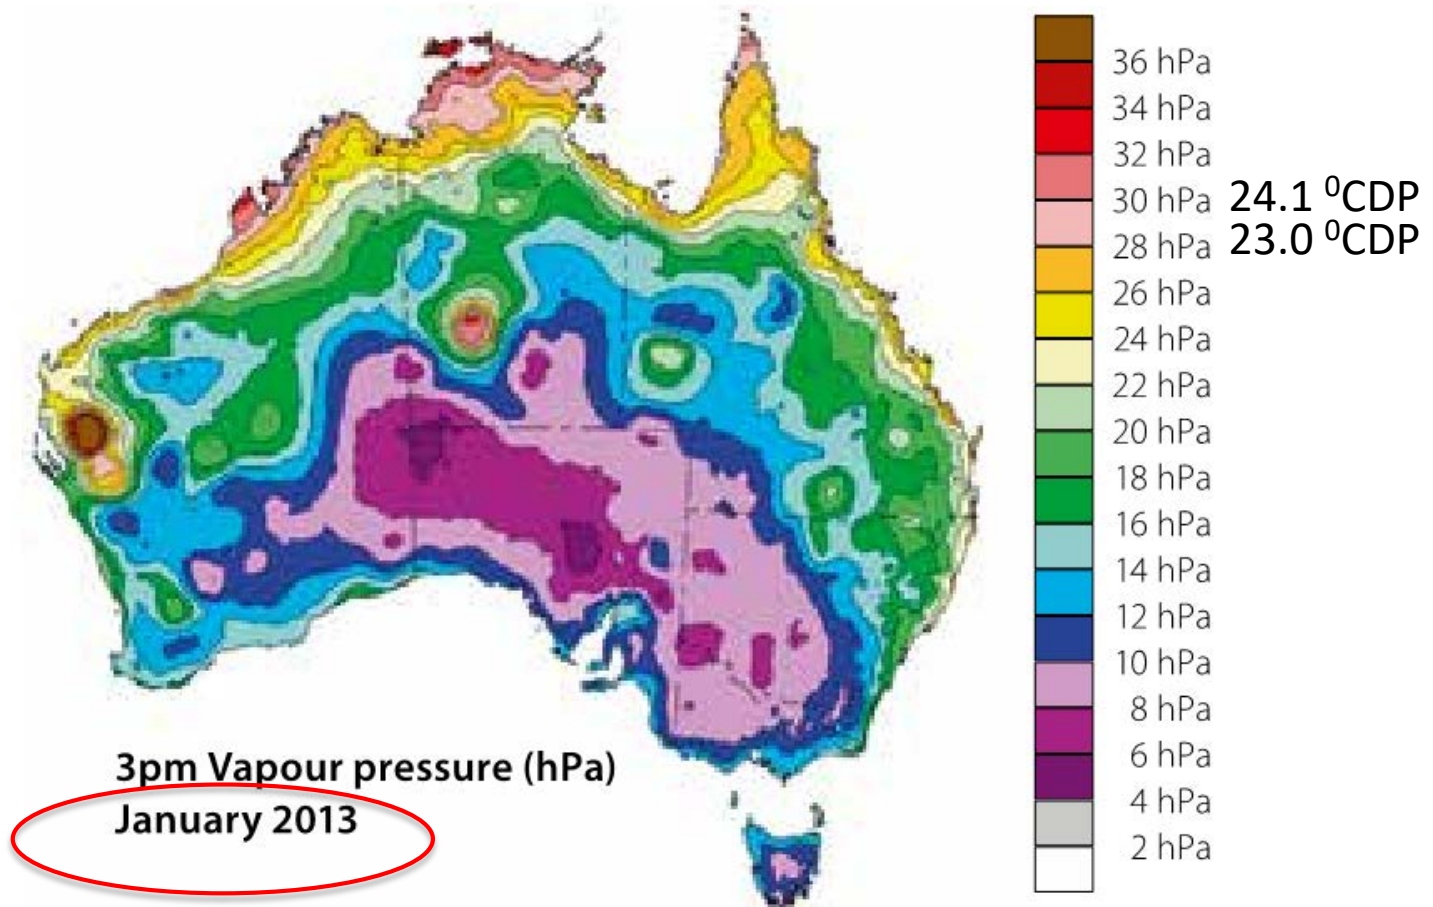 36 hPa
34 hPa
32 hPa
30 hPa 24.1 ⁰CDP
28 hPa 23.0 ⁰CDP
26 hPa
24 hPa
22 hPa
20 hPa
18 hPa
16 hPa
14 hPa
12 hPa
10 hPa
8 hPa
6 hPa
4 hPa
2 hPa
3pm Vapour pressure (hPa)
January 2013